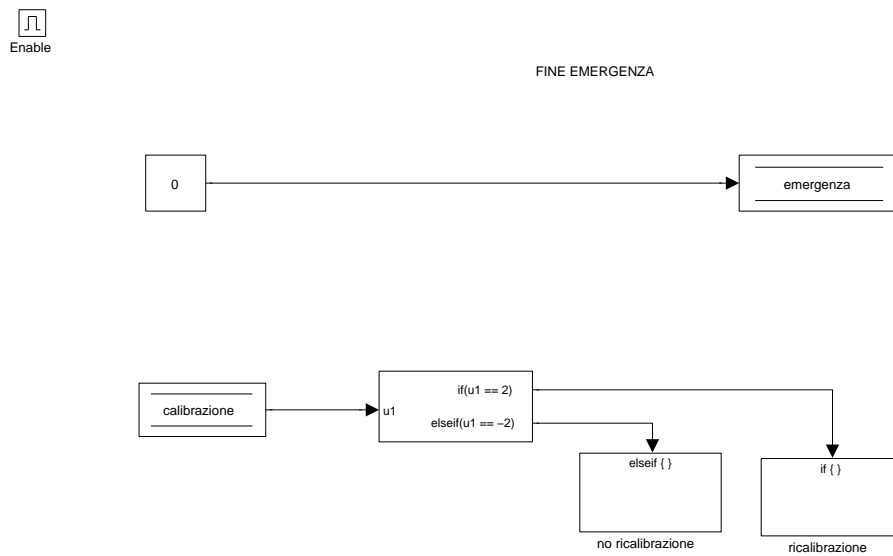 Enable
FINE EMERGENZA
0
emergenza
calibrazione
u1
if(u1 == 2)
elseif(u1 == −2)
elseif { }
if { }
no ricalibrazione
ricalibrazione